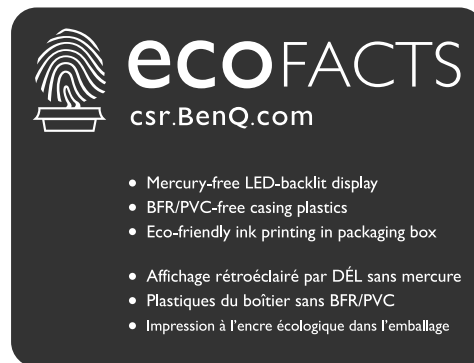 ecoFACTS
csr.BenQ.com
• Mercury-free LED-backlit display
• BFR/PVC-free casing plastics
• Eco-friendly ink printing in packaging box
• Affichage rétroéclairé par DÉL sans mercure
• Plastiques du boîtier sans BFR/PVC
• Impression à l'encre écologique dans l'emballage